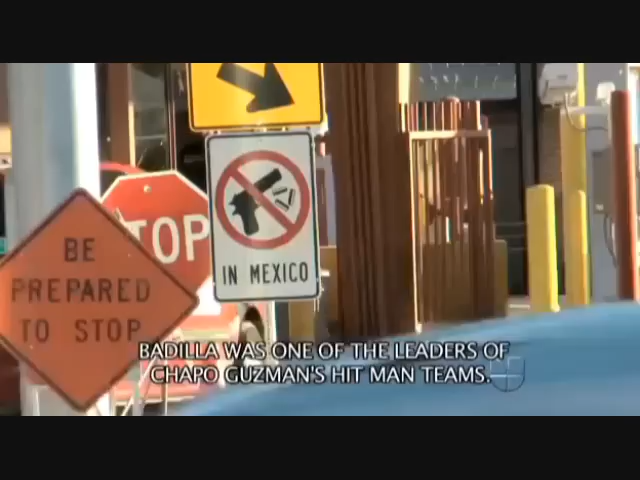 STOP
IN MEXICO
BE
PREPARED
TO STOP
BADILLA WAS ONE OF THE LEADERS OF
CHAPO GUZMAN'S HIT MAN TEAMS.